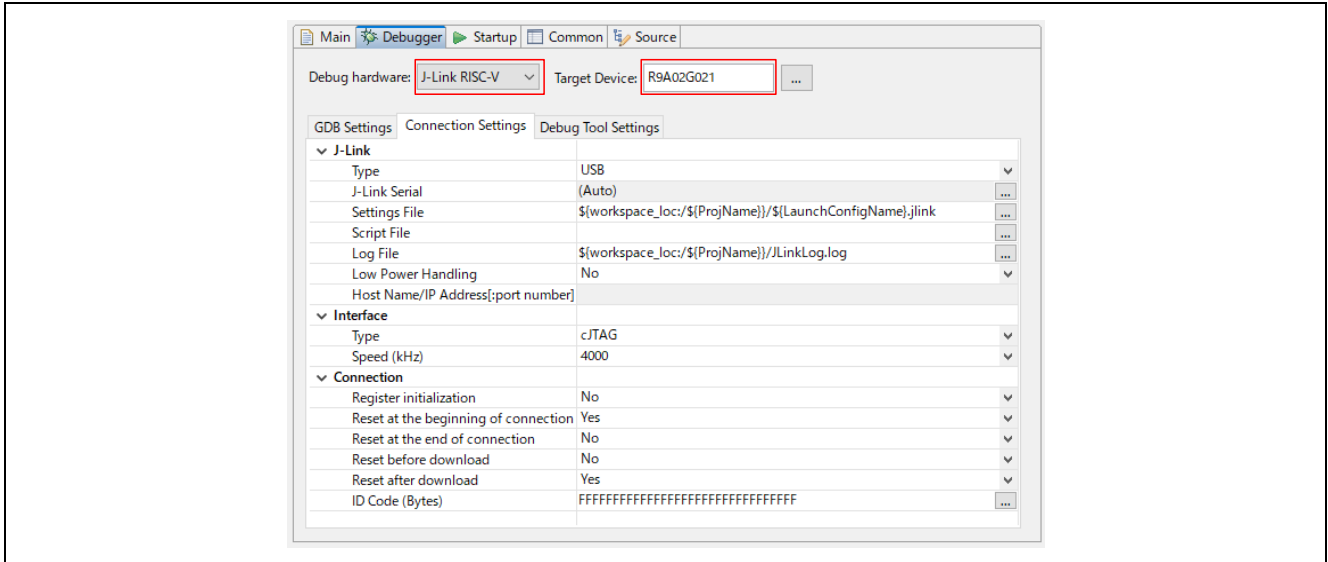 Main Debugger Startup Common Source
Debug hardware: J-Link RISC-V Target Device: R9A02G021 ...
GDB Settings Connection Settings Debug Tool Settings
J-Link
Type USB
J-Link Serial (Auto) ...
Settings File ${workspace_loc:/${ProjName}}/${LaunchConfigName}.jlink ...
Script File ...
Log File ${workspace_loc:/${ProjName}}/JLinkLog.log ...
Low Power Handling No
Host Name/IP Address[:port number]
Interface
Type cJTAG
Speed (kHz) 4000
Connection
Register initialization No
Reset at the beginning of connection Yes
Reset at the end of connection No
Reset before download No
Reset after download Yes
ID Code (Bytes) FFFFFFFFFFFFFFFFFFFFFFFFFFFFFFFF ...